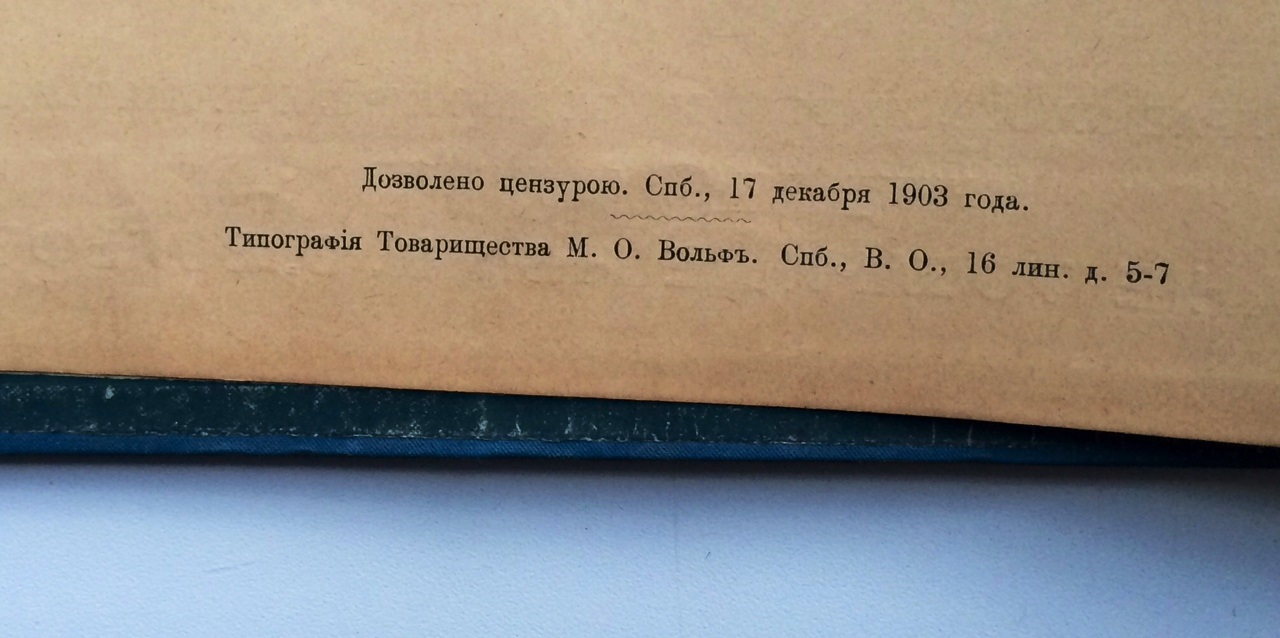 Дозволено цензурою. Спб., 17 декабря 1903 года.
Типографія Товарищества М. О. Вольфъ. Спб., В. О., 16 лин. д. 5-7